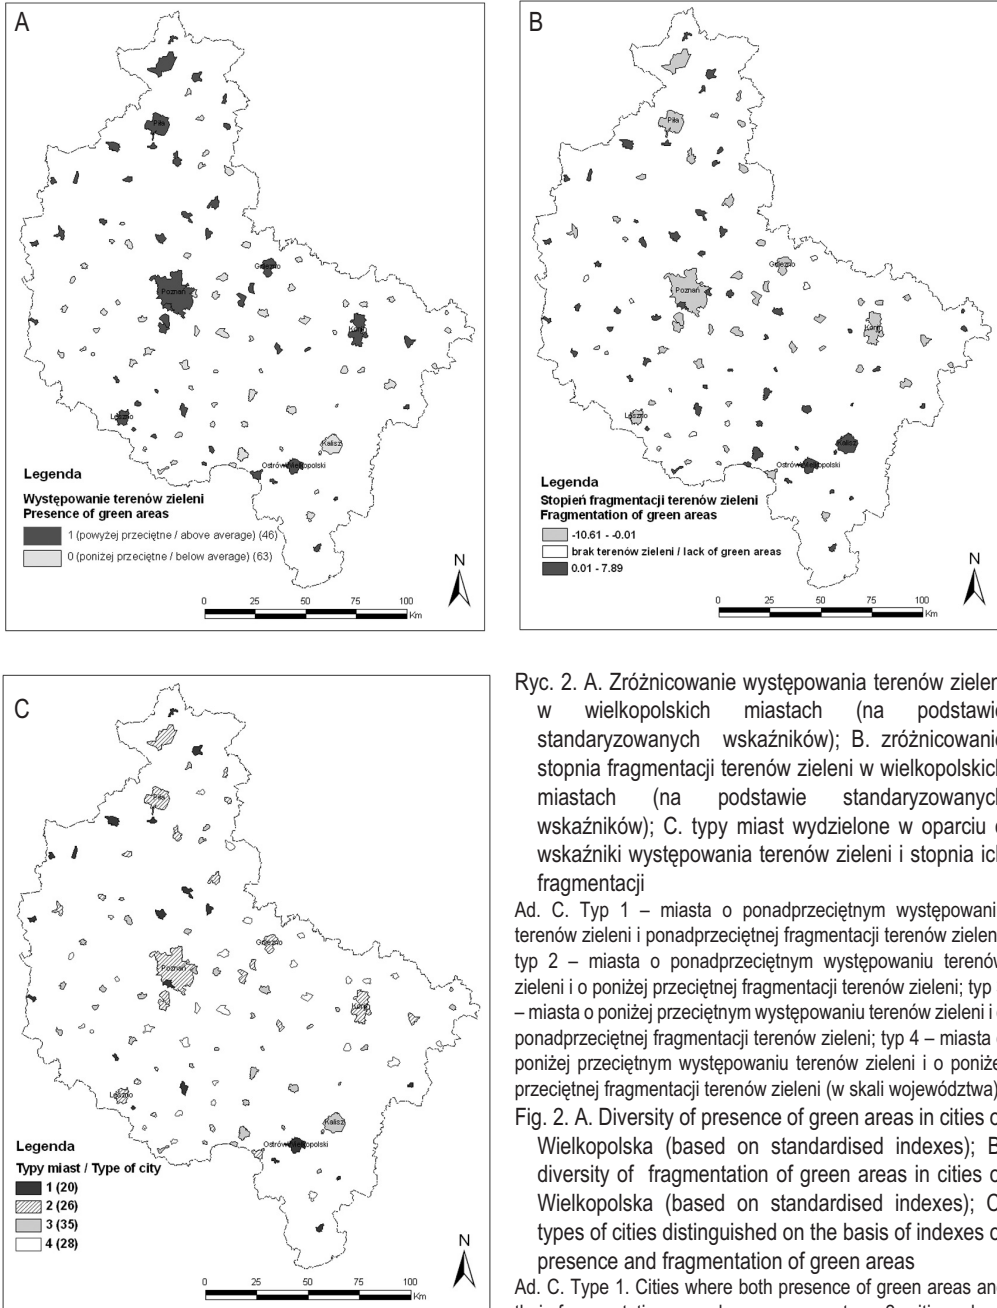 A
Piła
Gniezno
Poznań
Konin
Leszno
Kalisz
Ostrów Wielkopolski
Legenda
Występowanie terenów zieleni
Presence of green areas
1 (powyżej przeciętne / above average) (46)
0 (poniżej przeciętne / below average) (63)
N
0 25 50 75 100
Km
B
Piła
Gniezno
Poznań
Konin
Leszno
Kalisz
Ostrów Wielkopolski
Legenda
Stopień fragmentacji terenów zieleni
Fragmentation of green areas
-10.61 - -0.01
brak terenów zieleni / lack of green areas
0.01 - 7.89
N
0 25 50 75 100
Km
C
Piła
Gniezno
Poznań
Konin
Leszno
Kalisz
Ostrów Wielkopolski
Legenda
Typy miast / Type of city
1 (20)
2 (26)
3 (35)
4 (28)
N
0 25 50 75 100
Km
Ryc. 2. A. Zróżnicowanie występowania terenów zielen
w wielkopolskich miastach (na podstawie
standaryzowanych wskaźników); B. zróżnicowanie
stopnia fragmentacji terenów zieleni w wielkopolskich
miastach (na podstawie standaryzowanych
wskaźników); C. typy miast wydzielone w oparciu o
wskaźniki występowania terenów zieleni i stopnia ich
fragmentacji
Ad. C. Typ 1 – miasta o ponadprzeciętnym występowani
terenów zieleni i ponadprzeciętnej fragmentacji terenów zielen
typ 2 – miasta o ponadprzeciętnym występowaniu terenów
zieleni i o poniżej przeciętnej fragmentacji terenów zieleni; typ
– miasta o poniżej przeciętnym występowaniu terenów zieleni i o
ponadprzeciętnej fragmentacji terenów zieleni; typ 4 – miasta o
poniżej przeciętnym występowaniu terenów zieleni i o poniże
przeciętnej fragmentacji terenów zieleni (w skali województwa)
Fig. 2. A. Diversity of presence of green areas in cities o
Wielkopolska (based on standardised indexes); B.
diversity of fragmentation of green areas in cities o
Wielkopolska (based on standardised indexes); C.
types of cities distinguished on the basis of indexes o
presence and fragmentation of green areas
Ad. C. Type 1. Cities where both presence of green areas an